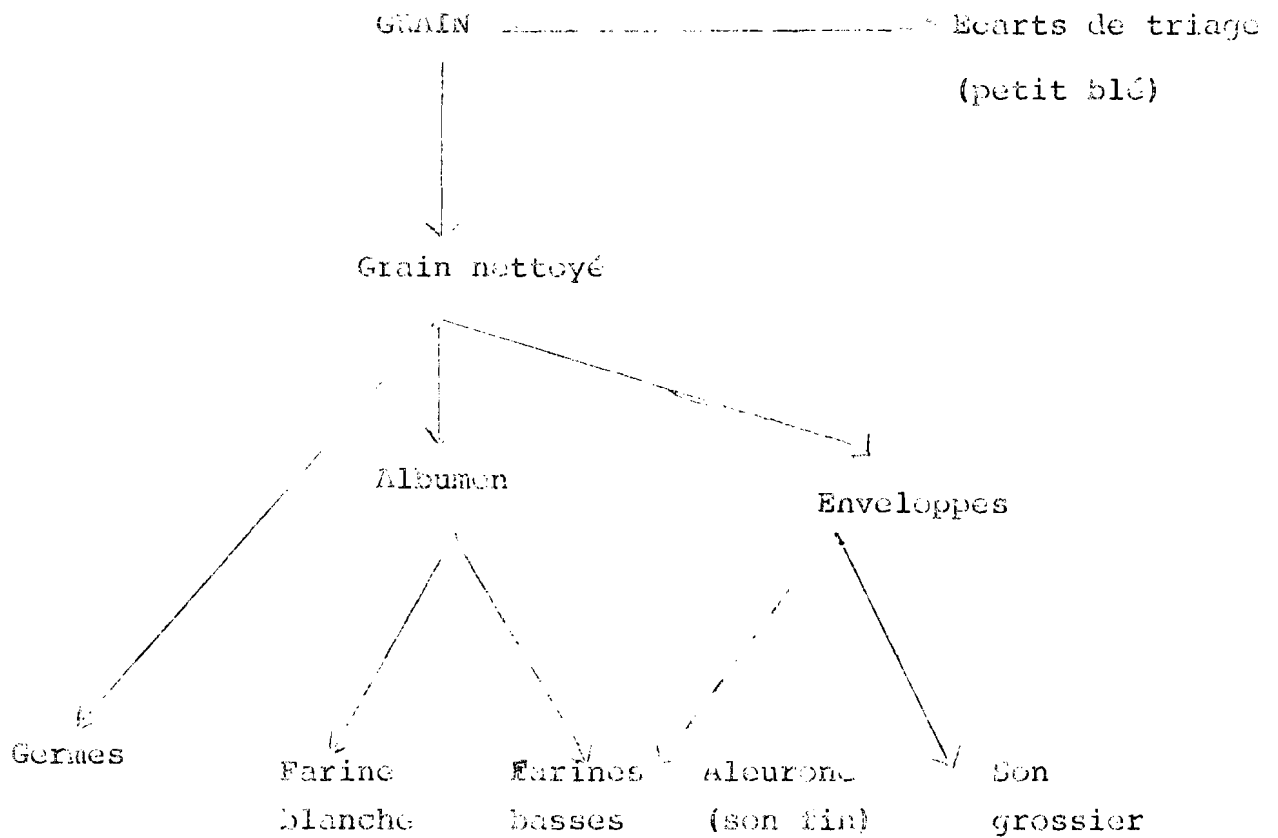 GRAIN Ecarts de triage
(petit blé)
Grain nettoyé
Albumen
Enveloppes
Germes
Farine Farines Aleurone Son
blanche basses (son fin) grossier